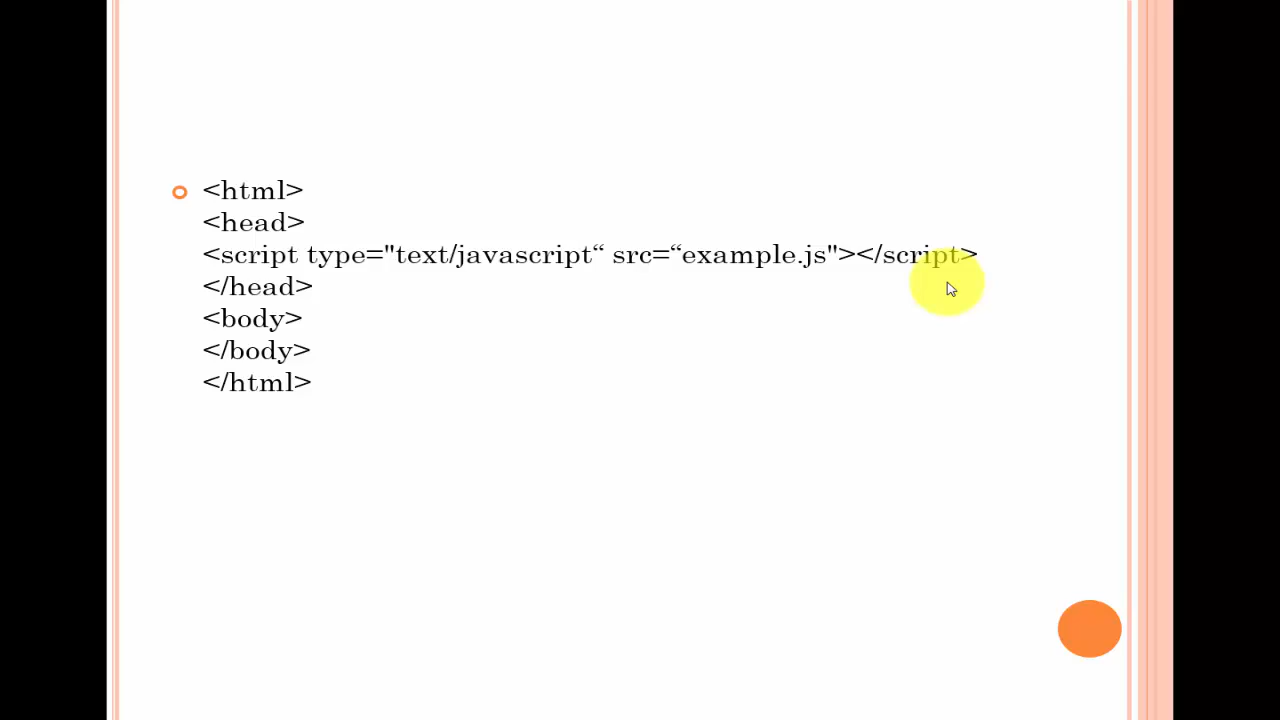 <html>
<head>
<script type="text/javascript“ src=“example.js"></script>
</head>
<body>
</body>
</html>